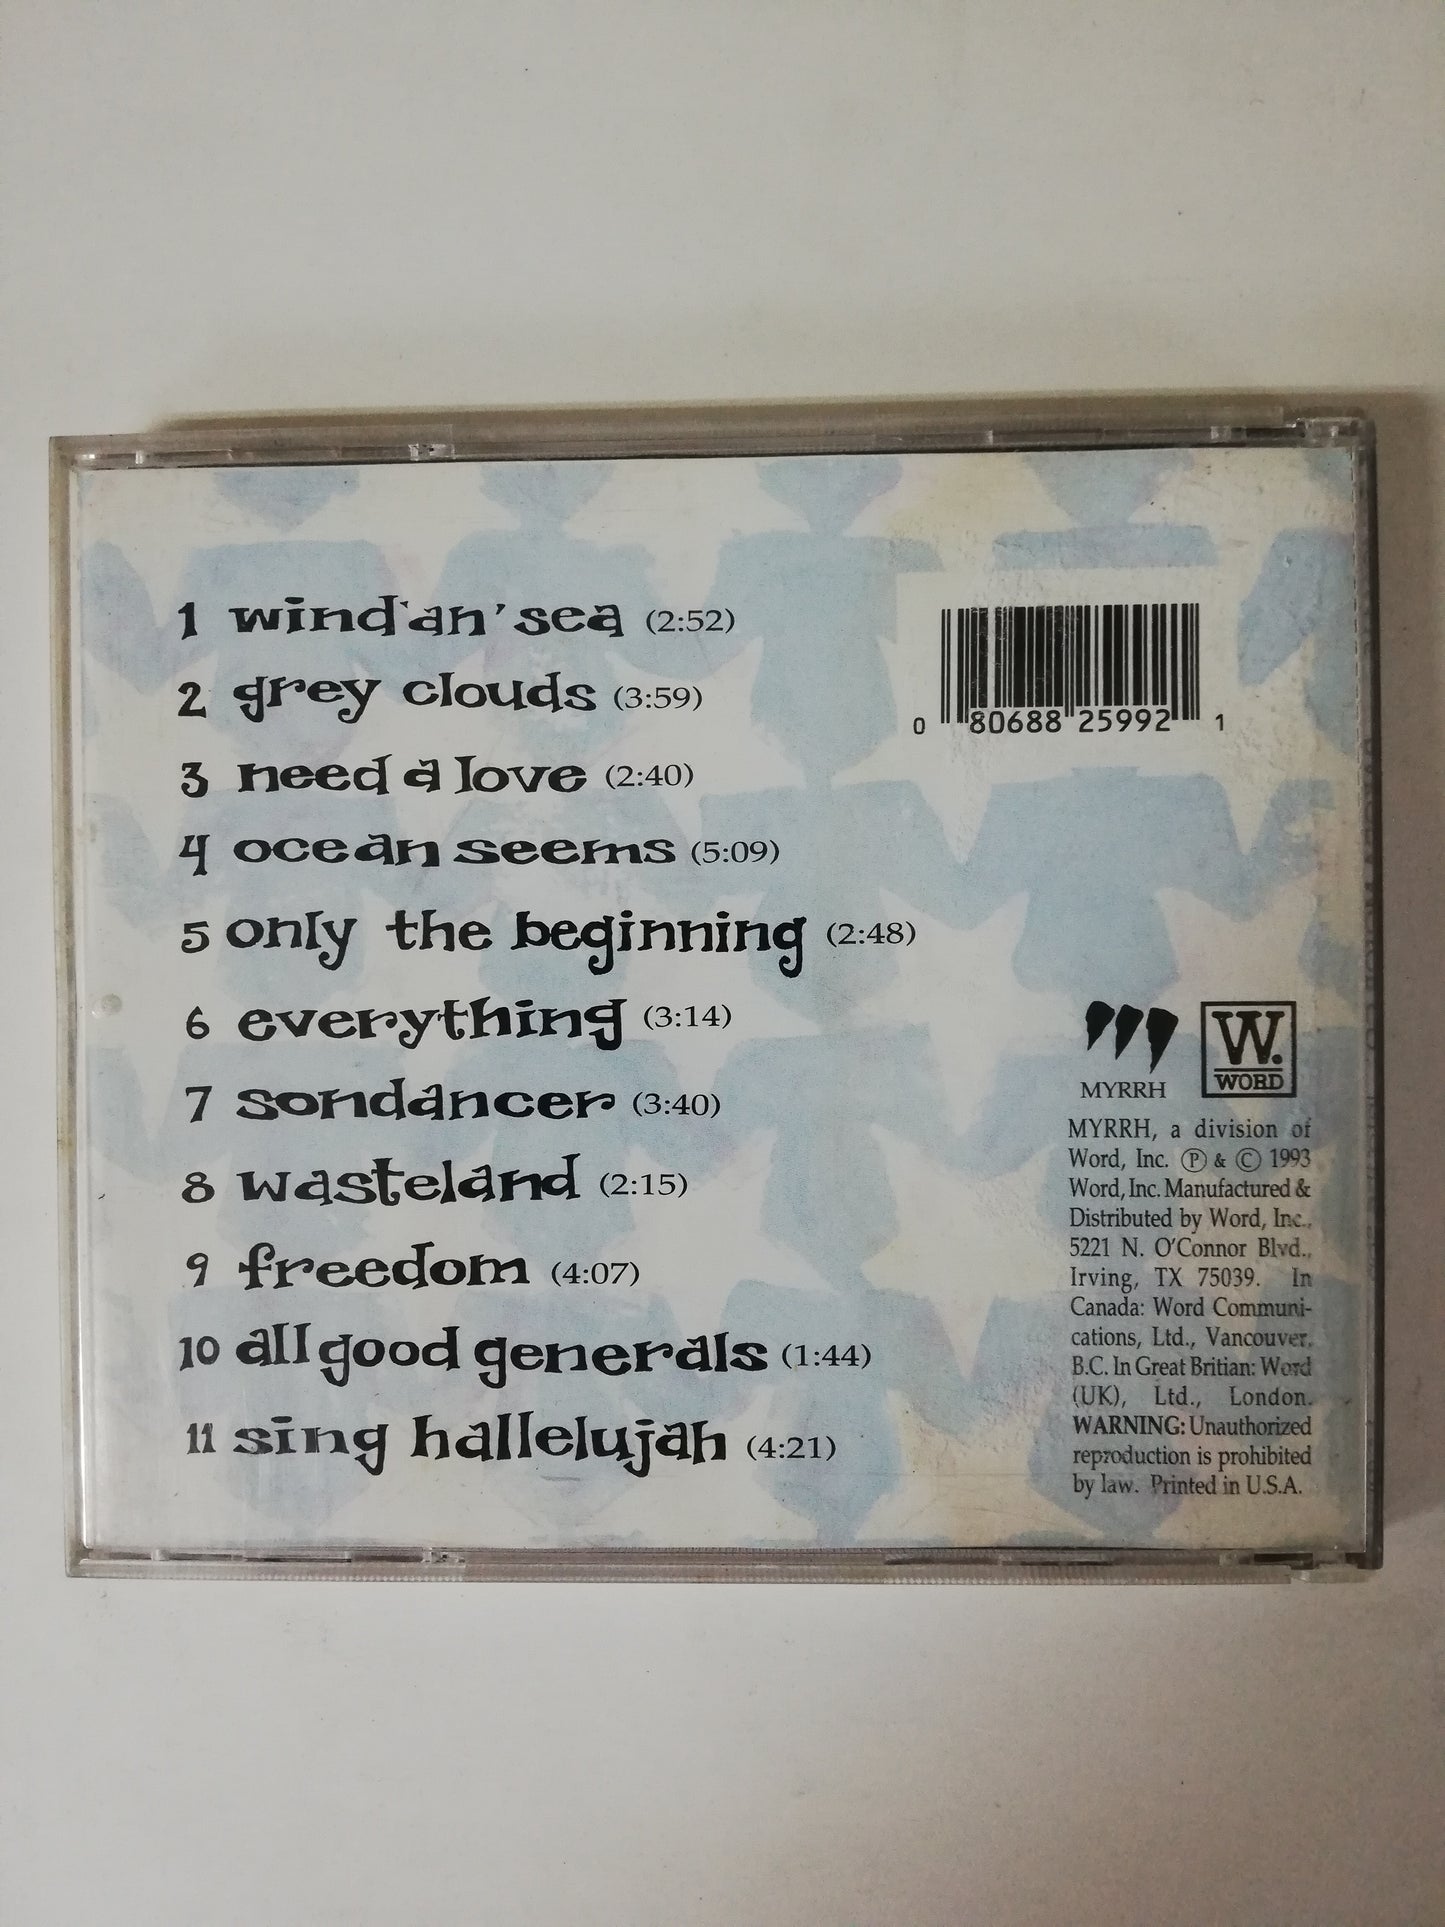 1 wind'an'sea (2:52)
2 grey clouds (3:59)
3 need a love (2:40)
4 ocean seems (5:09)
5 only the beginning (2:48)
6 everything (3:14)
7 sondancer (3:40)
8 wasteland (2:15)
9 freedom (4:07)
10 all good generals (1:44)
11 sing hallelujah (4:21)
0 80688 25992 1
MYRRH
W.
WORD
MYRRH, a division of
Word, Inc. Ⓟ & © 1993
Word, Inc. Manufactured &
Distributed by Word, Inc.,
5221 N. O'Connor Blvd.,
Irving, TX 75039. In
Canada: Word Communi-
cations, Ltd., Vancouver,
B.C. In Great Britian: Word
(UK), Ltd., London.
WARNING: Unauthorized
reproduction is prohibited
by law. Printed in U.S.A.